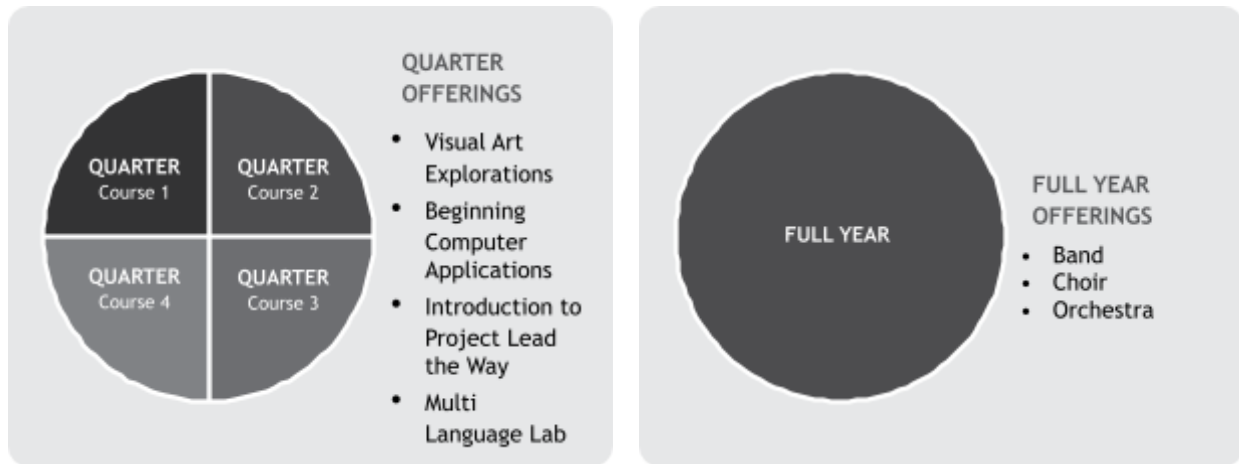 QUARTER
Course 1
QUARTER
Course 2
QUARTER
Course 4
QUARTER
Course 3
QUARTER
OFFERINGS
• Visual Art
Explorations
• Beginning
Computer
Applications
• Introduction to
Project Lead
the Way
• Multi
Language Lab
FULL YEAR
FULL YEAR
OFFERINGS
• Band
• Choir
• Orchestra